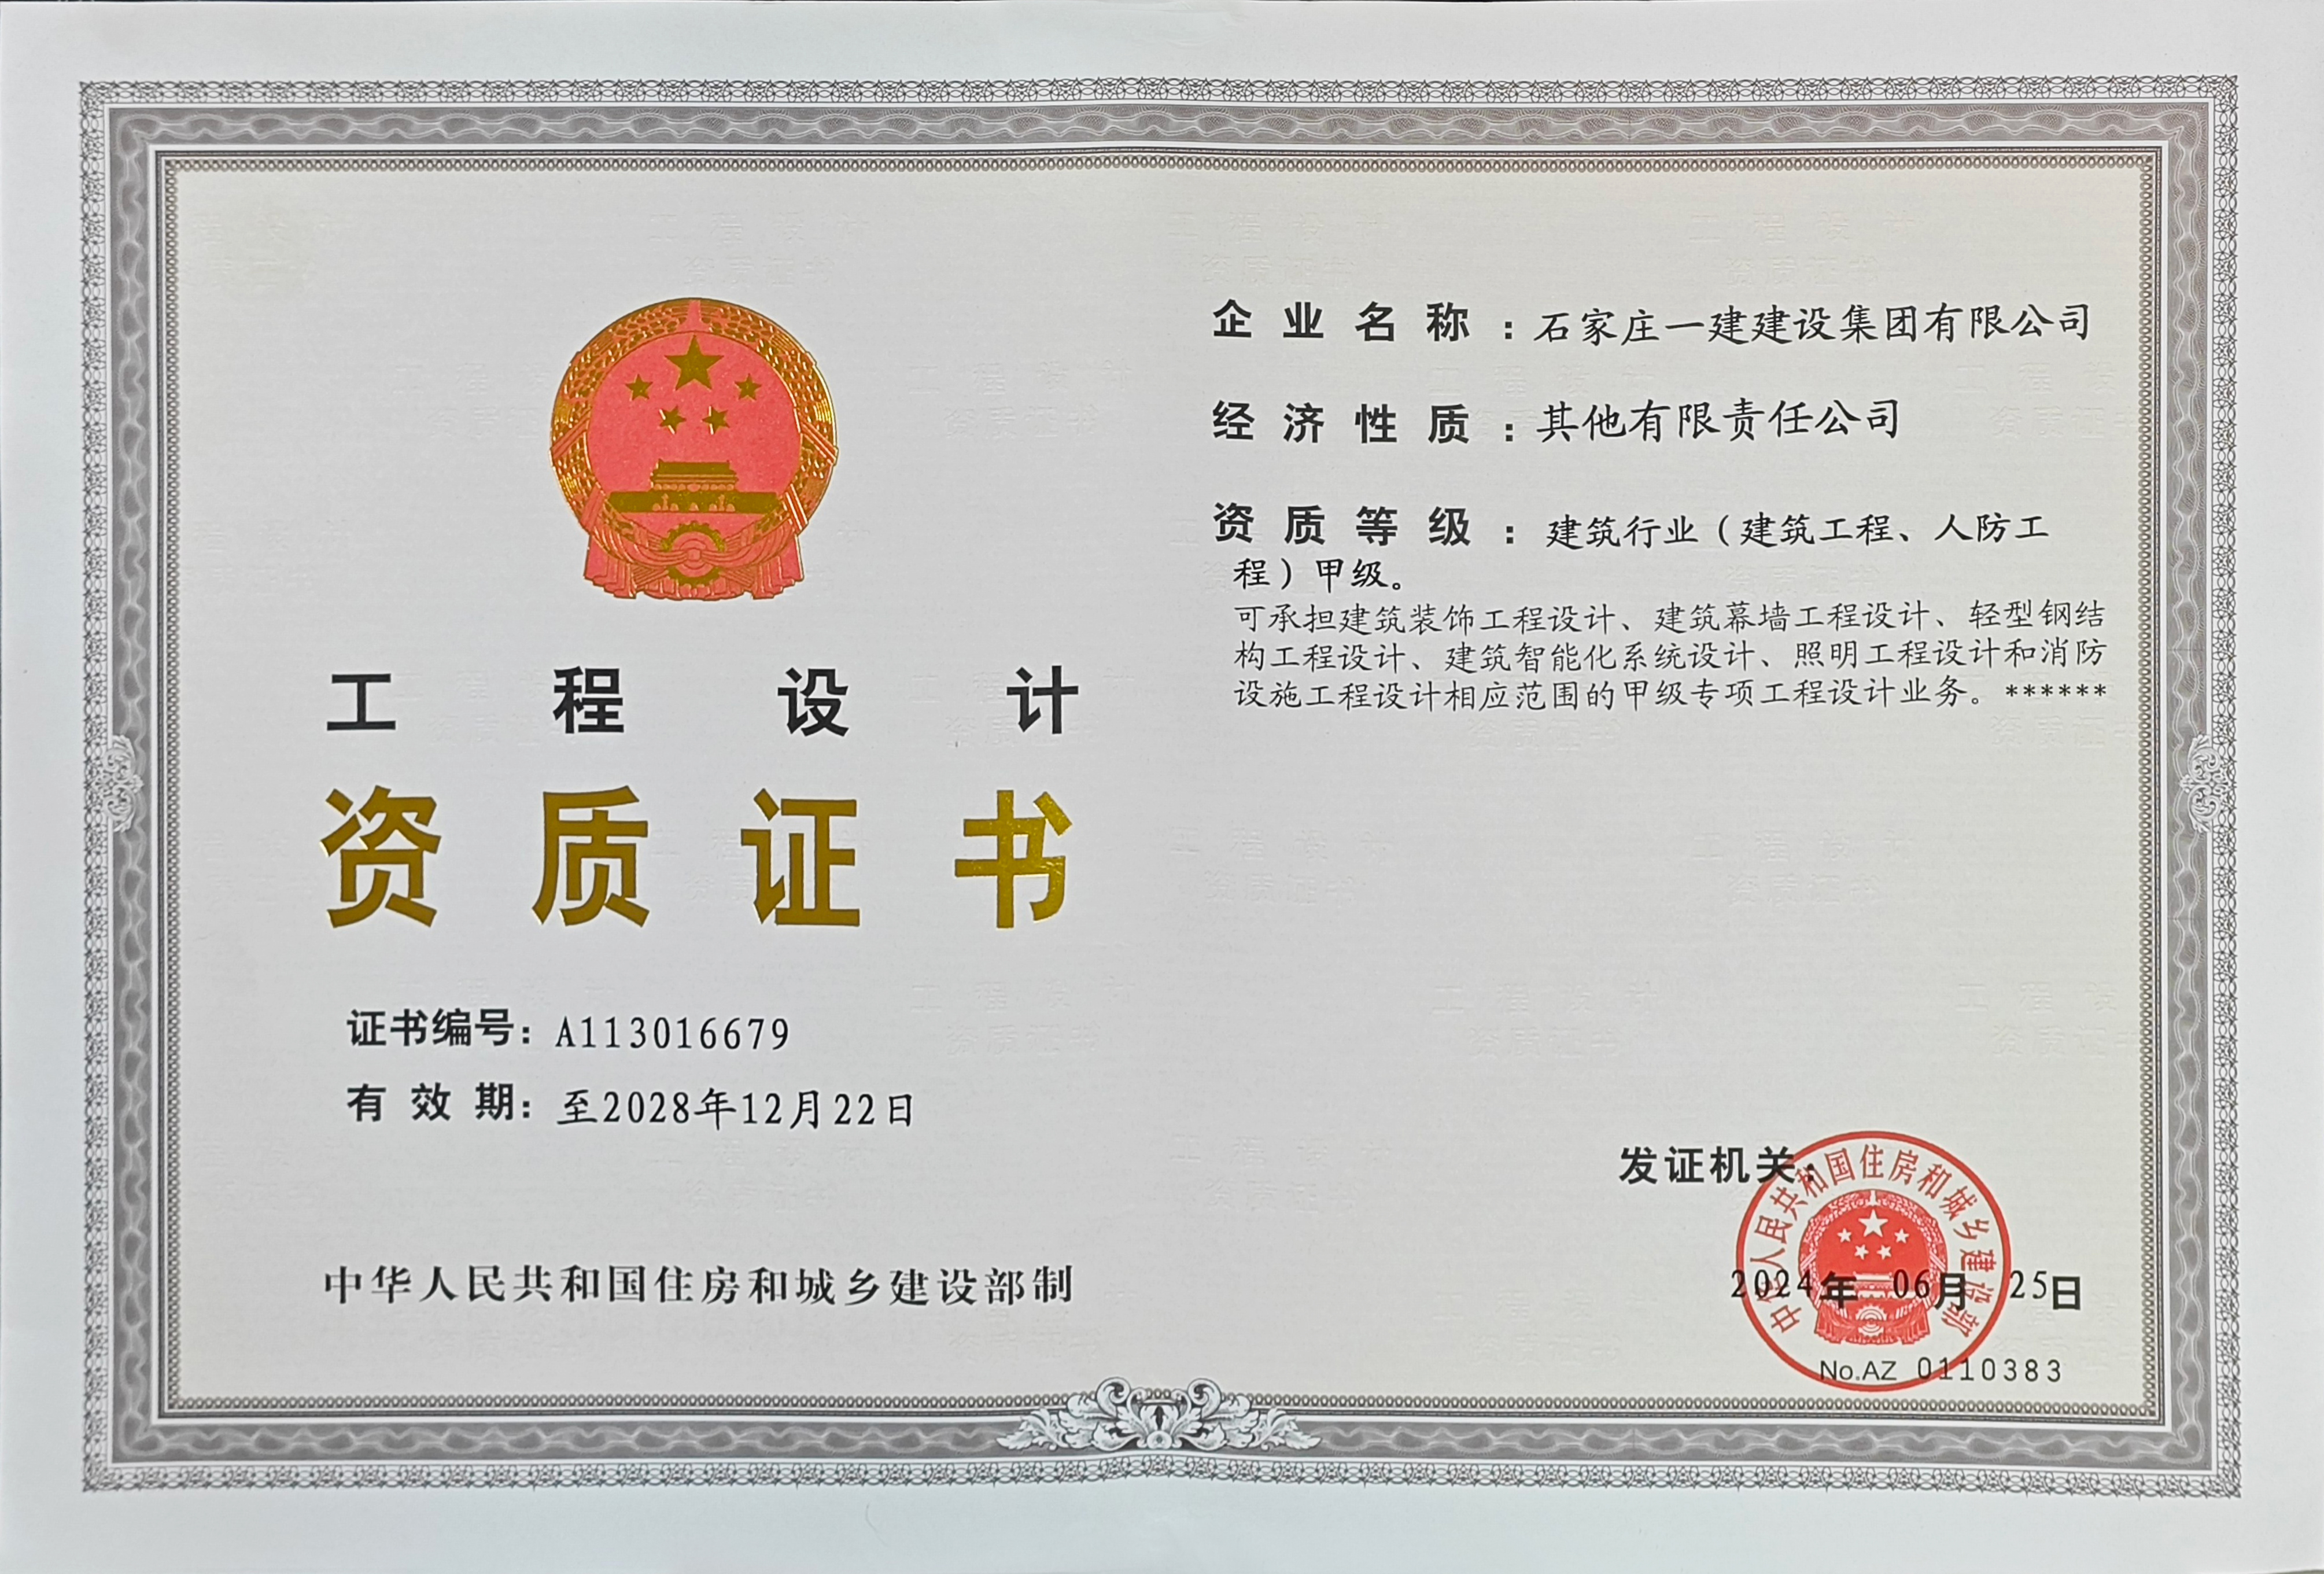 工程设计
资质证书
证书编号：A113016679
有效期：至2028年12月22日
中华人民共和国住房和城乡建设部制
企业名称：石家庄一建建设集团有限公司
经济性质：其他有限责任公司
资质等级：建筑行业（建筑工程、人防工
程）甲级。
可承担建筑装饰工程设计、建筑幕墙工程设计、轻型钢结
构工程设计、建筑智能化系统设计、照明工程设计和消防
设施工程设计相应范围的甲级专项工程设计业务。******
发证机关：
中华人民共和国住房和城乡建设部
2024年06月25日
No.AZ 0110383